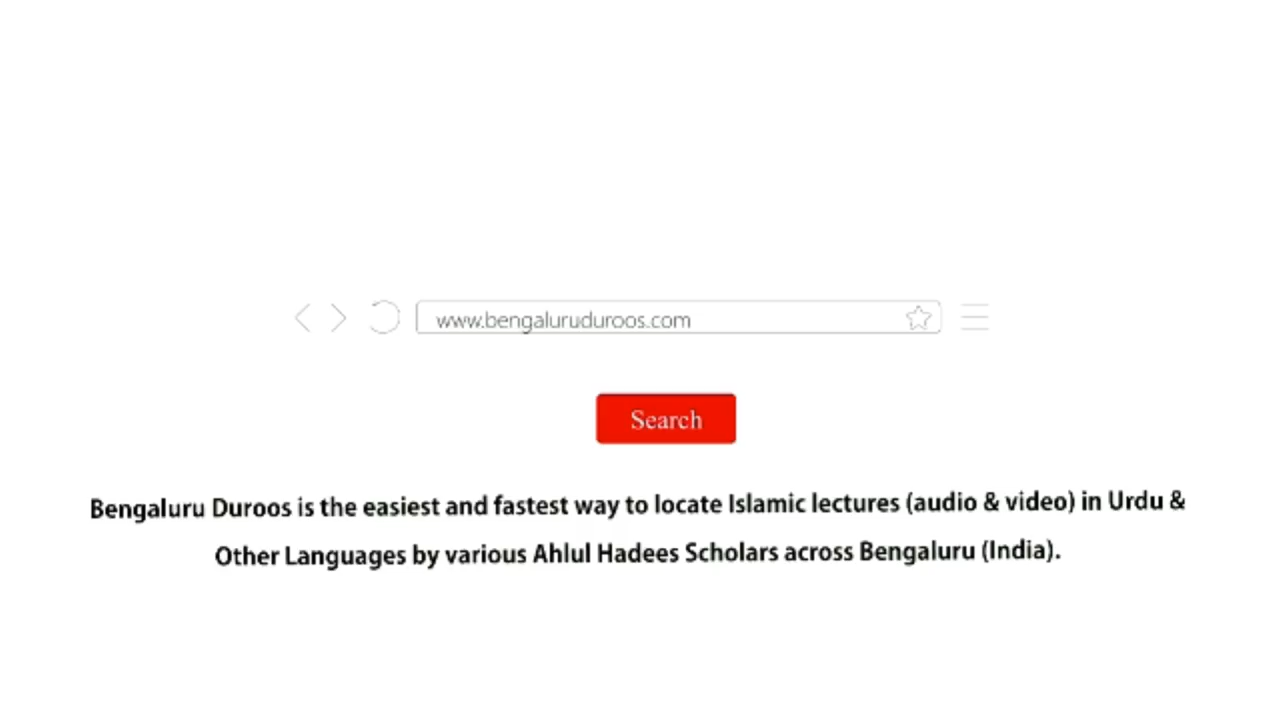 www.bengaluruduroos.com
Search
Bengaluru Duroos is the easiest and fastest way to locate Islamic lectures (audio & video) in Urdu &
Other Languages by various Ahlul Hadees Scholars across Bengaluru (India).